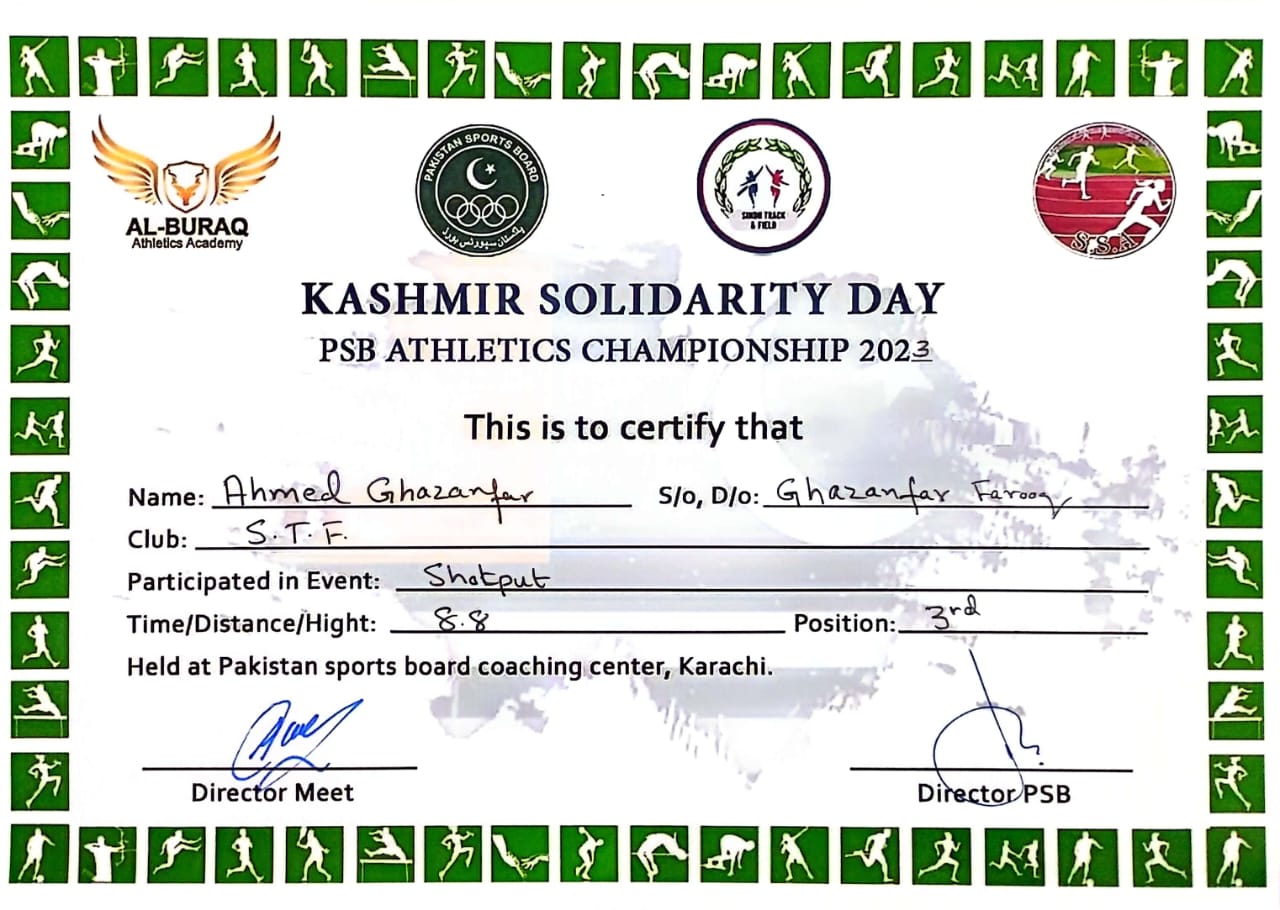 AL-BURAQ
Athletics Academy
PAKISTAN SPORTS BOARD
پاکستان سپورٹس بورڈ
SINDH TRACK
& FIELD
S.S.A
KASHMIR SOLIDARITY DAY
PSB ATHLETICS CHAMPIONSHIP 2023
This is to certify that
Name: Ahmed Ghazanfar S/o, D/o: Ghazanfar Farooq
Club: S.T.F.
Participated in Event: Shotput
Time/Distance/Hight: 8.8 Position: 3rd
Held at Pakistan sports board coaching center, Karachi.
Director Meet Director PSB